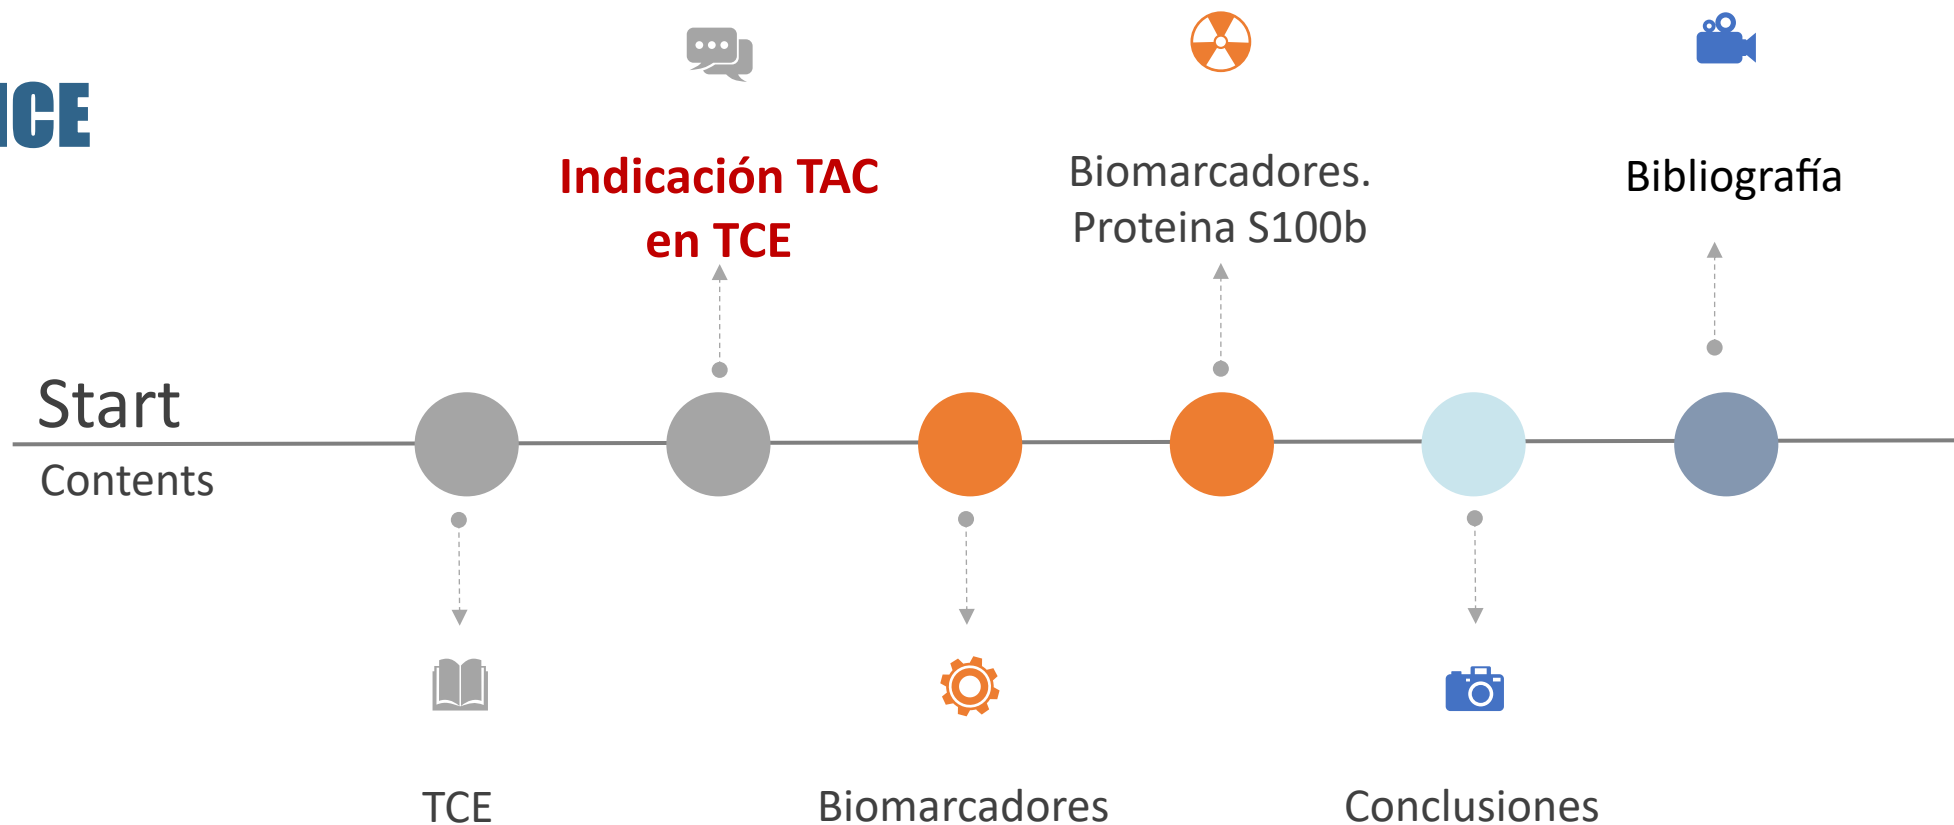 ICE
Indicación TAC
en TCE
Biomarcadores.
Proteina S100b
Bibliografía
Start
Contents
TCE
Biomarcadores
Conclusiones